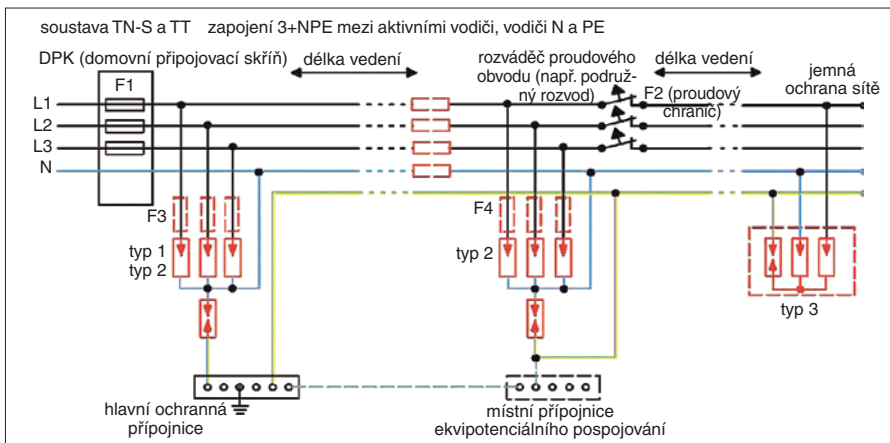 soustava TN-S a TT zapojení 3+NPE mezi aktivními vodiči, vodiči N a PE
DPK (domovní připojovací skříň)
délka vedení
rozváděč proudového
obvodu (např. podruž-
ný rozvod)
délka vedení
F2 (proudový
chranič)
jemná
ochrana sítě
F1
L1
L2
L3
N
F3
typ 1
typ 2
F4
typ 2
typ 3
hlavní ochranná
přípojnice
místní přípojnice
ekvipotenciálního pospojování